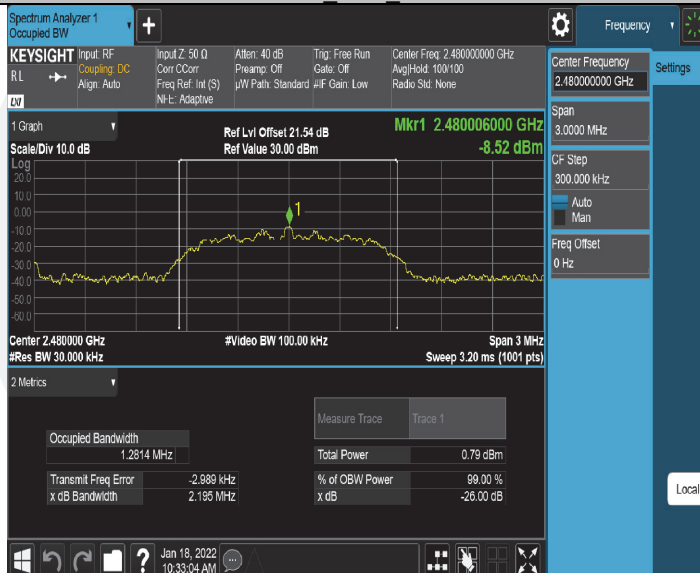 Spectrum Analyzer 1
Occupied BW
Frequency
KEYSIGHT
RL
LXI
Input: RF
Coupling: DC
Align: Auto
Input Z: 50 Ω
Corr CCorr
Freq Ref: Int (S)
NFE: Adaptive
Atten: 40 dB
Preamp: Off
µW Path: Standard
Trig: Free Run
Gate: Off
#IF Gain: Low
Center Freq: 2.480000000 GHz
Avg|Hold: 100/100
Radio Std: None
Center Frequency
2.480000000 GHz
Settings
Span
3.0000 MHz
CF Step
300.000 kHz
Auto
Man
Freq Offset
0 Hz
1 Graph
Scale/Div 10.0 dB
Ref Lvl Offset 21.54 dB
Ref Value 30.00 dBm
Mkr1 2.480006000 GHz
-8.52 dBm
Log
20.0
10.0
0.00
-10.0
-20.0
-30.0
-40.0
-50.0
-60.0
1
Center 2.480000 GHz
#Res BW 30.000 kHz
#Video BW 100.00 kHz
Span 3 MHz
Sweep 3.20 ms (1001 pts)
2 Metrics
Measure Trace
Trace 1
Occupied Bandwidth
1.2814 MHz
Total Power
0.79 dBm
Transmit Freq Error
-2.989 kHz
% of OBW Power
99.00 %
x dB Bandwidth
2.195 MHz
x dB
-26.00 dB
Local
?
Jan 18, 2022
10:33:04 AM